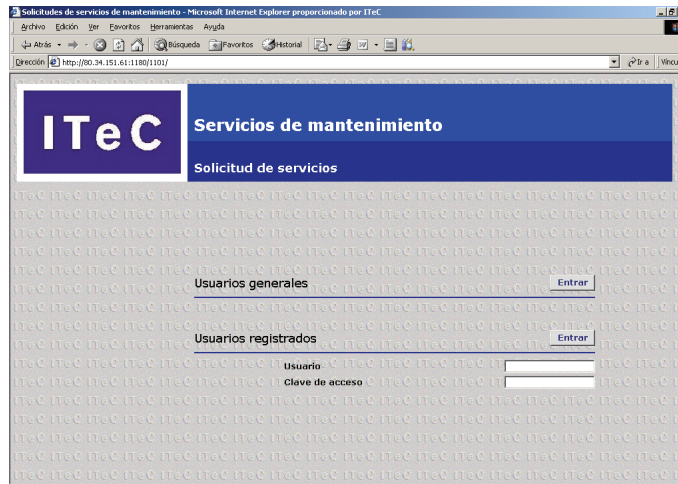 Solicitudes de servicios de mantenimiento - Microsoft Internet Explorer proporcionado por ITeC
Archivo Edición Ver Favoritos Herramientas Ayuda
Atrás Búsqueda Favoritos Historial
Dirección http://80.34.151.61:1180/1101/ Ir a Víncu
ITeC
Servicios de mantenimiento
Solicitud de servicios
Usuarios generales Entrar
Usuarios registrados Entrar
Usuario
Clave de acceso